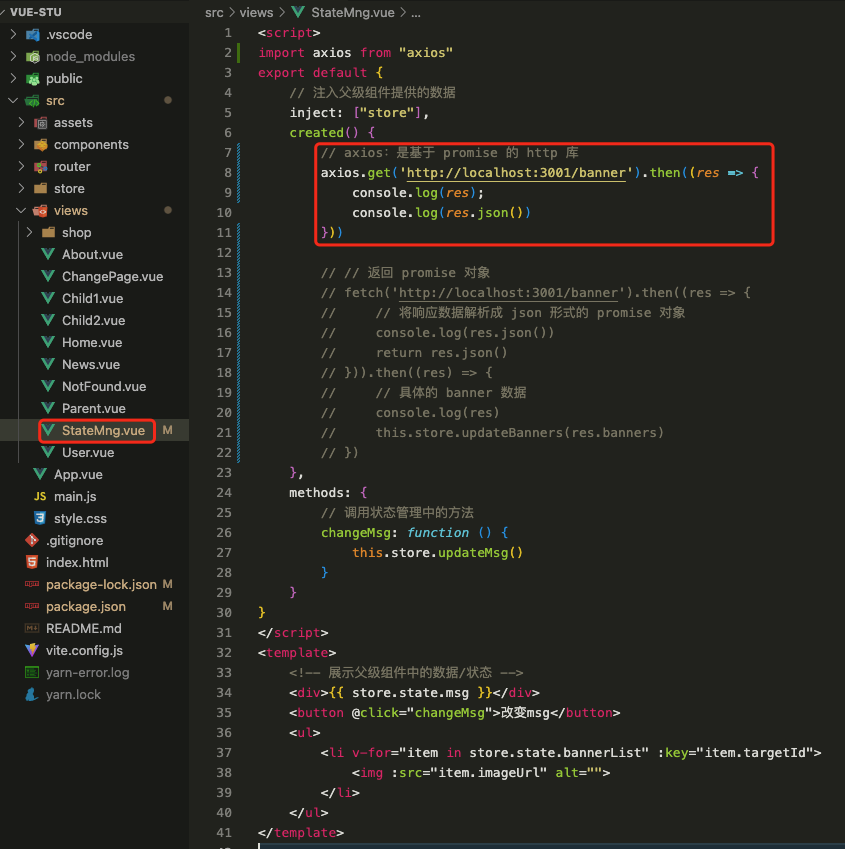 VUE-STU
.vscode
node_modules
public
src
assets
components
router
store
views
shop
About.vue
ChangePage.vue
Child1.vue
Child2.vue
Home.vue
News.vue
NotFound.vue
Parent.vue
StateMng.vue M
User.vue
App.vue
JS main.js
style.css
.gitignore
index.html
package-lock.json M
package.json M
README.md
vite.config.js
yarn-error.log
yarn.lock
src > views > StateMng.vue > ...
1 <script>
2 import axios from "axios"
3 export default {
4 // 注入父级组件提供的数据
5 inject: ["store"],
6 created() {
7 // axios: 是基于 promise 的 http 库
8 axios.get('http://localhost:3001/banner').then((res => {
9 console.log(res);
10 console.log(res.json())
11 }))
12
13 // // 返回 promise 对象
14 // fetch('http://localhost:3001/banner').then((res => {
15 // // 将响应数据解析成 json 形式的 promise 对象
16 // console.log(res.json())
17 // return res.json()
18 // })).then((res) => {
19 // // 具体的 banner 数据
20 // console.log(res)
21 // this.store.updateBanners(res.banners)
22 // })
23 },
24 methods: {
25 // 调用状态管理中的方法
26 changeMsg: function () {
27 this.store.updateMsg()
28 }
29 }
30 }
31 </script>
32 <template>
33 <!-- 展示父级组件中的数据/状态 -->
34 <div>{{ store.state.msg }}</div>
35 <button @click="changeMsg">改变msg</button>
36 <ul>
37 <li v-for="item in store.state.bannerList" :key="item.targetId">
38 <img :src="item.imageUrl" alt="">
39 </li>
40 </ul>
41 </template>